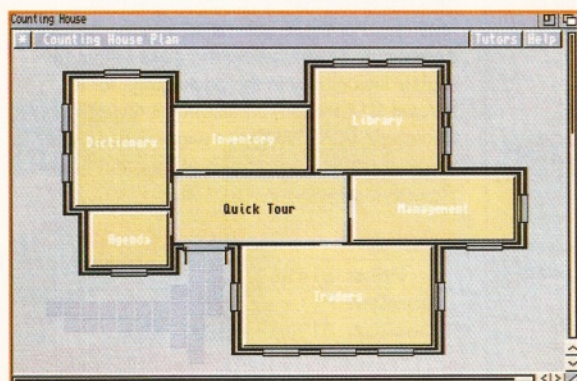 Counting House
* Counting House Plan Tutors Help
Dictionary
Inventory
Library
Quick Tour
Management
Agenda
Traders